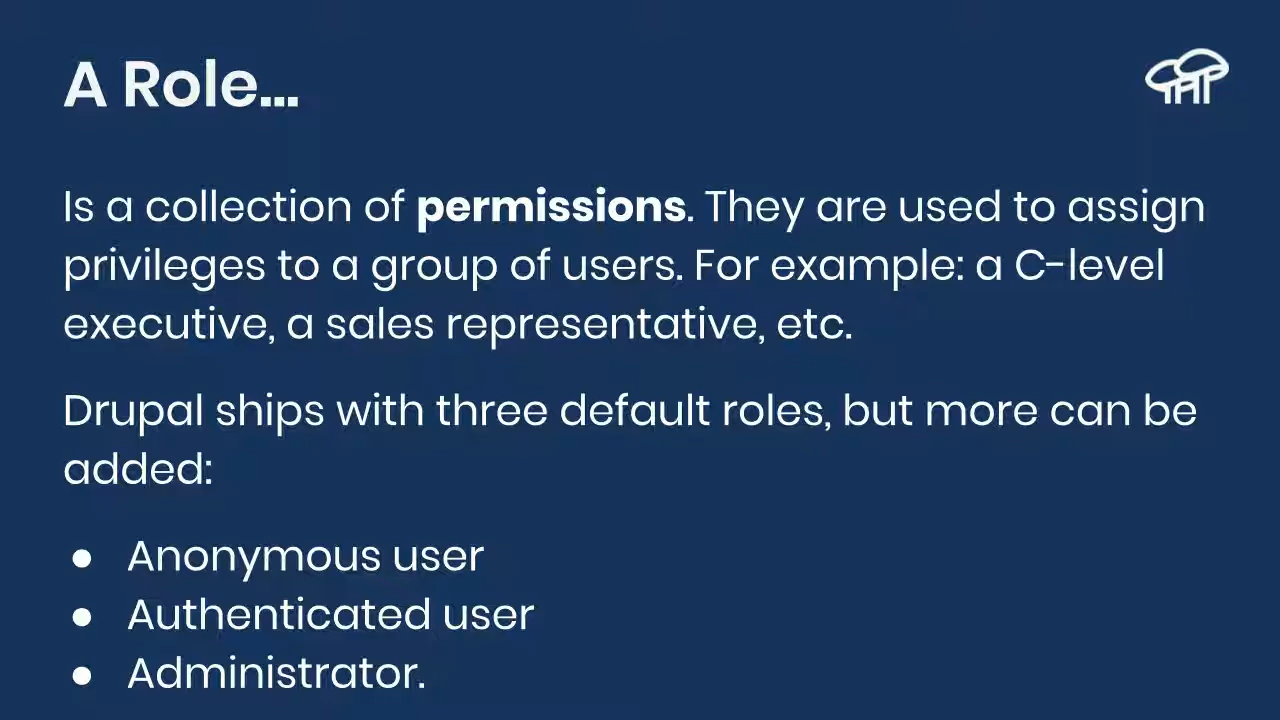 A Role...
Is a collection of permissions. They are used to assign
privileges to a group of users. For example: a C-level
executive, a sales representative, etc.
Drupal ships with three default roles, but more can be
added:
● Anonymous user
● Authenticated user
● Administrator.